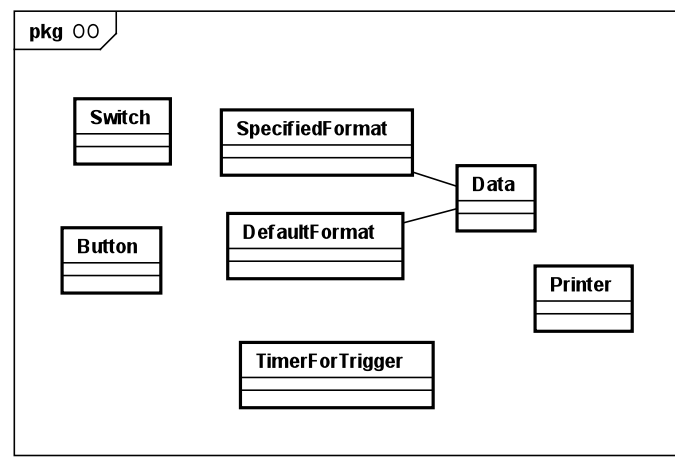 pkg OO
Switch
SpecifiedFormat
Data
Button
DefaultFormat
Printer
TimerForTrigger